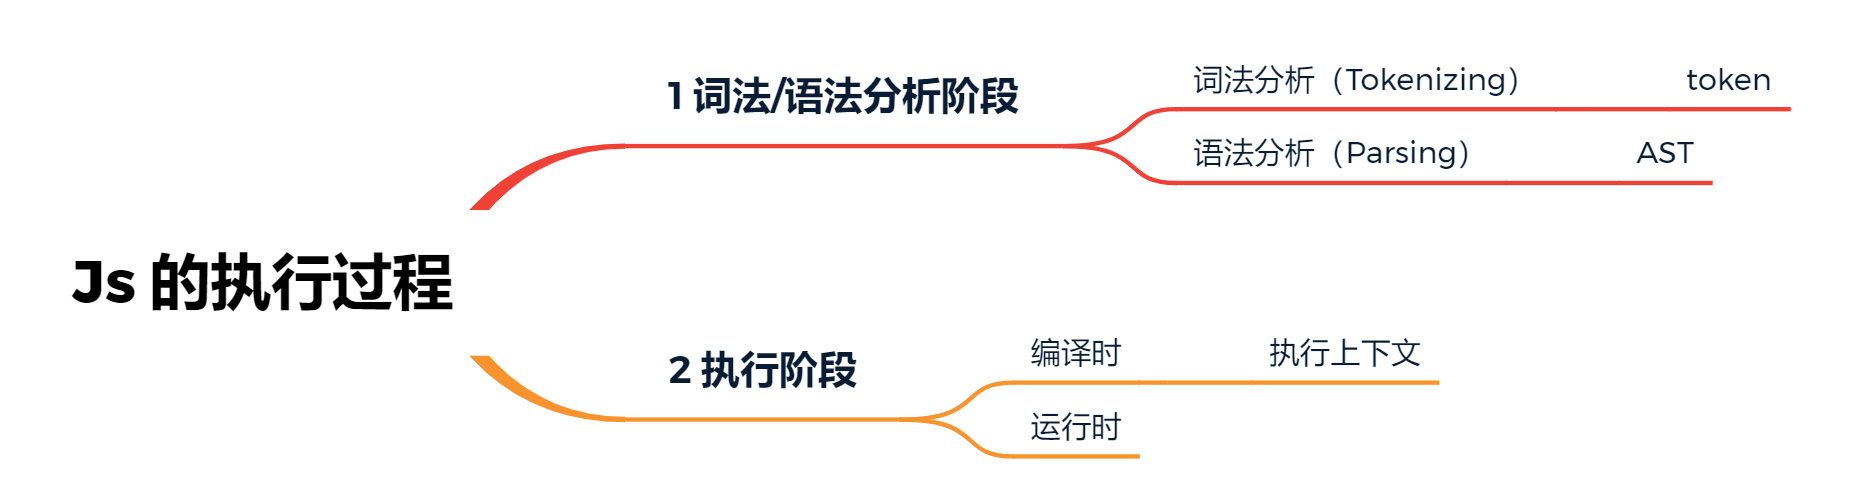 Js 的执行过程
1 词法/语法分析阶段
词法分析（Tokenizing） token
语法分析（Parsing） AST
2 执行阶段
编译时 执行上下文
运行时